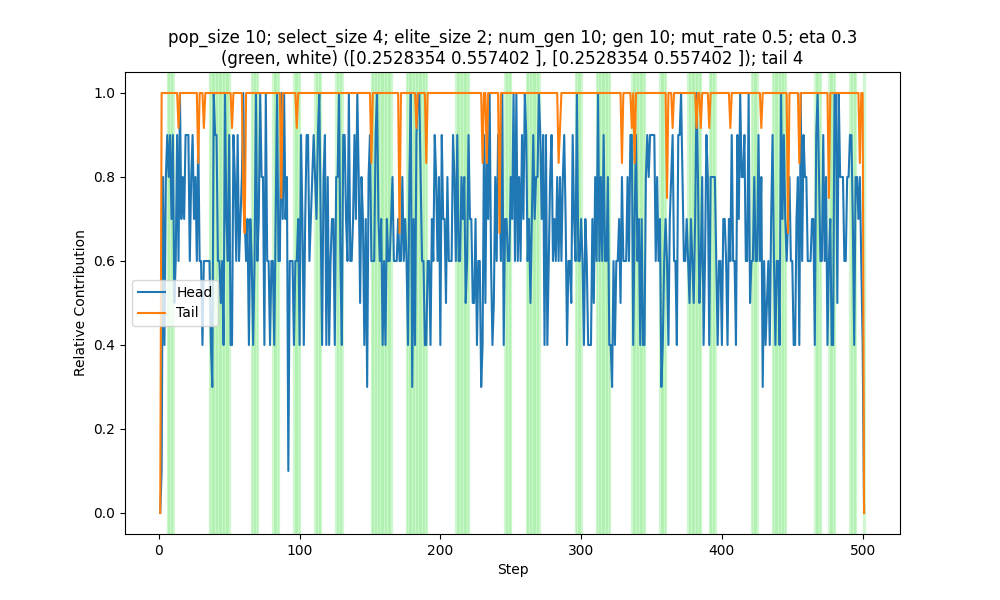 pop_size 10; select_size 4; elite_size 2; num_gen 10; gen 10; mut_rate 0.5; eta 0.3
(green, white) ([0.2528354 0.557402 ], [0.2528354 0.557402 ]); tail 4
1.0
0.8
0.6
0.4
0.2
0.0
Relative Contribution
Head
Tail
0
100
200
300
400
500
Step